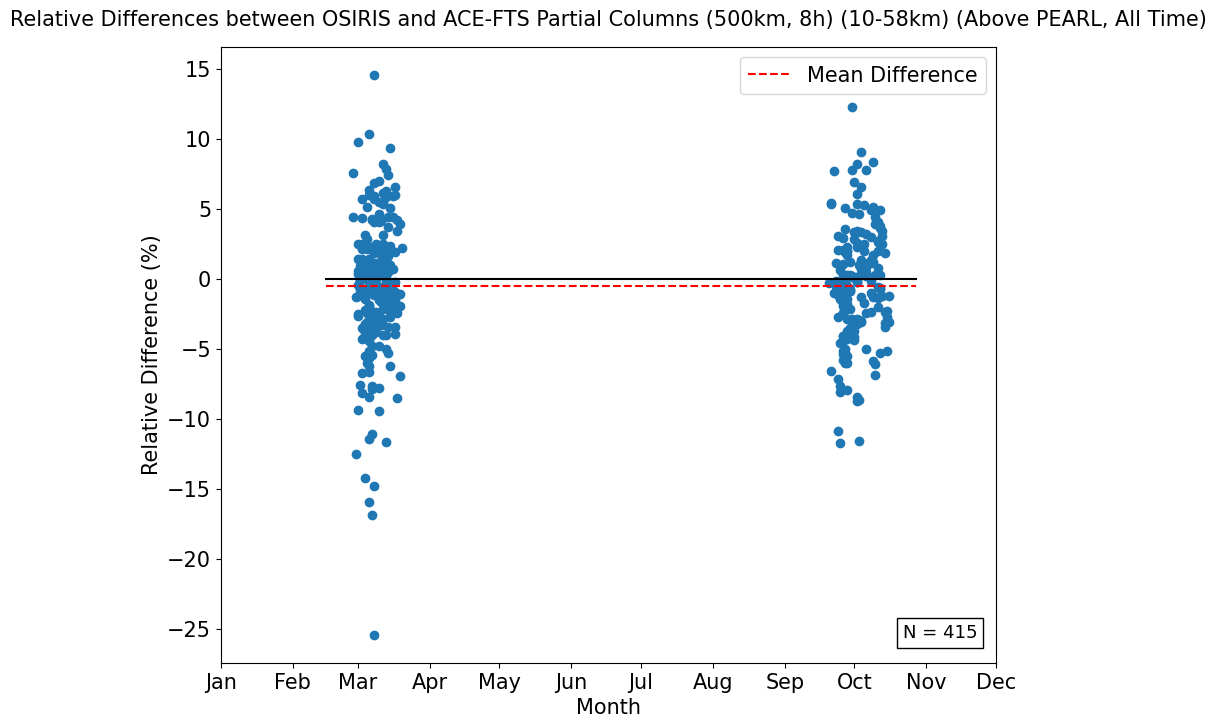 Relative Differences between OSIRIS and ACE-FTS Partial Columns (500km, 8h) (10-58km) (Above PEARL, All Time)
Mean Difference
15
10
5
0
−5
−10
−15
−20
−25
Relative Difference (%)
N = 415
Jan Feb Mar Apr May Jun Jul Aug Sep Oct Nov Dec
Month